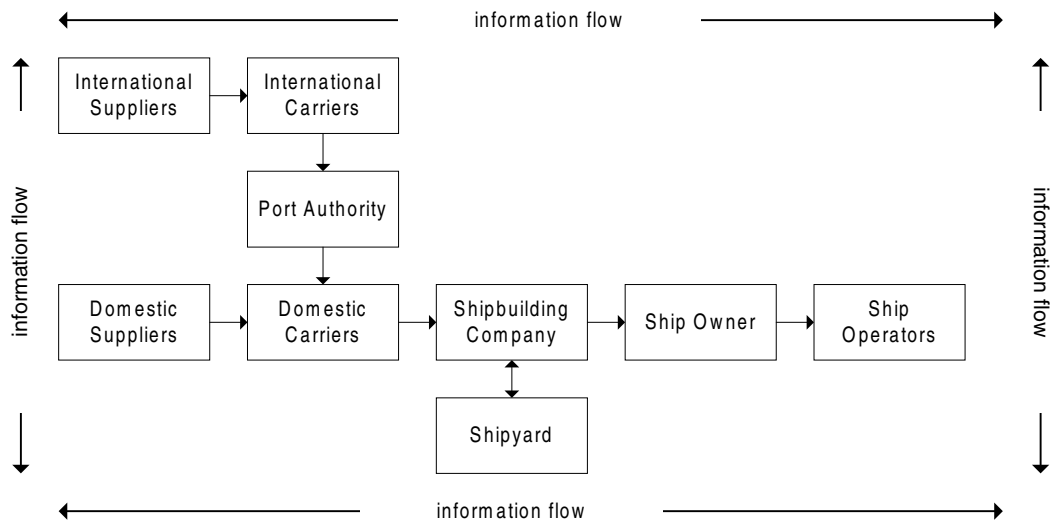 information flow
International
Suppliers
International
Carriers
information flow
information flow
Port Authority
Domestic
Suppliers
Domestic
Carriers
Shipbuilding
Company
Ship Owner
Ship
Operators
Shipyard
information flow